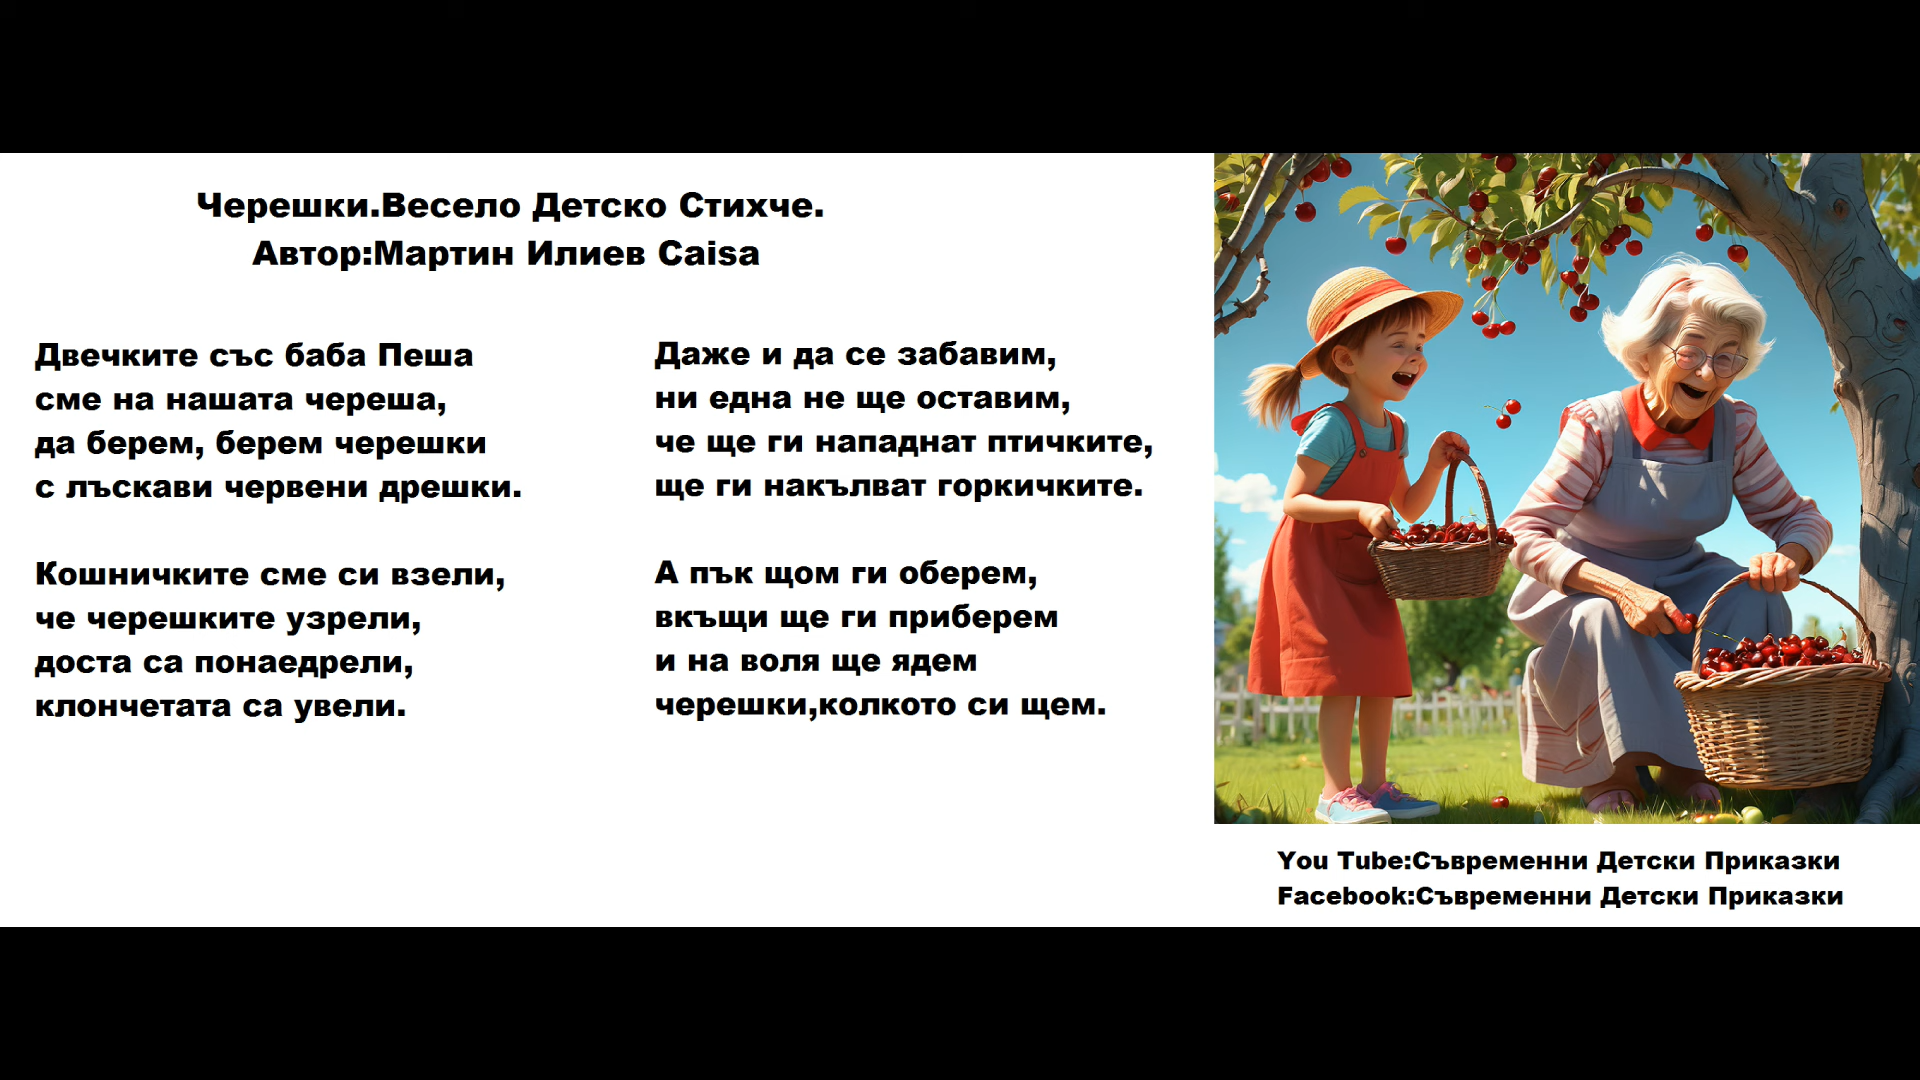 Черешки.Весело Детско Стихче.
Автор:Мартин Илиев Caisa
Двечките със баба Пеша
сме на нашата череша,
да берем, берем черешки
с лъскави червени дрешки.
Кошничките сме си взели,
че черешките узрели,
доста са понаедрели,
клончетата са увели.
Даже и да се забавим,
ни една не ще оставим,
че ще ги нападнат птичките,
ще ги накълват горкичките.
А пък щом ги оберем,
вкъщи ще ги приберем
и на воля ще ядем
черешки,колкото си щем.
You Tube:Съвременни Детски Приказки
Facebook:Съвременни Детски Приказки